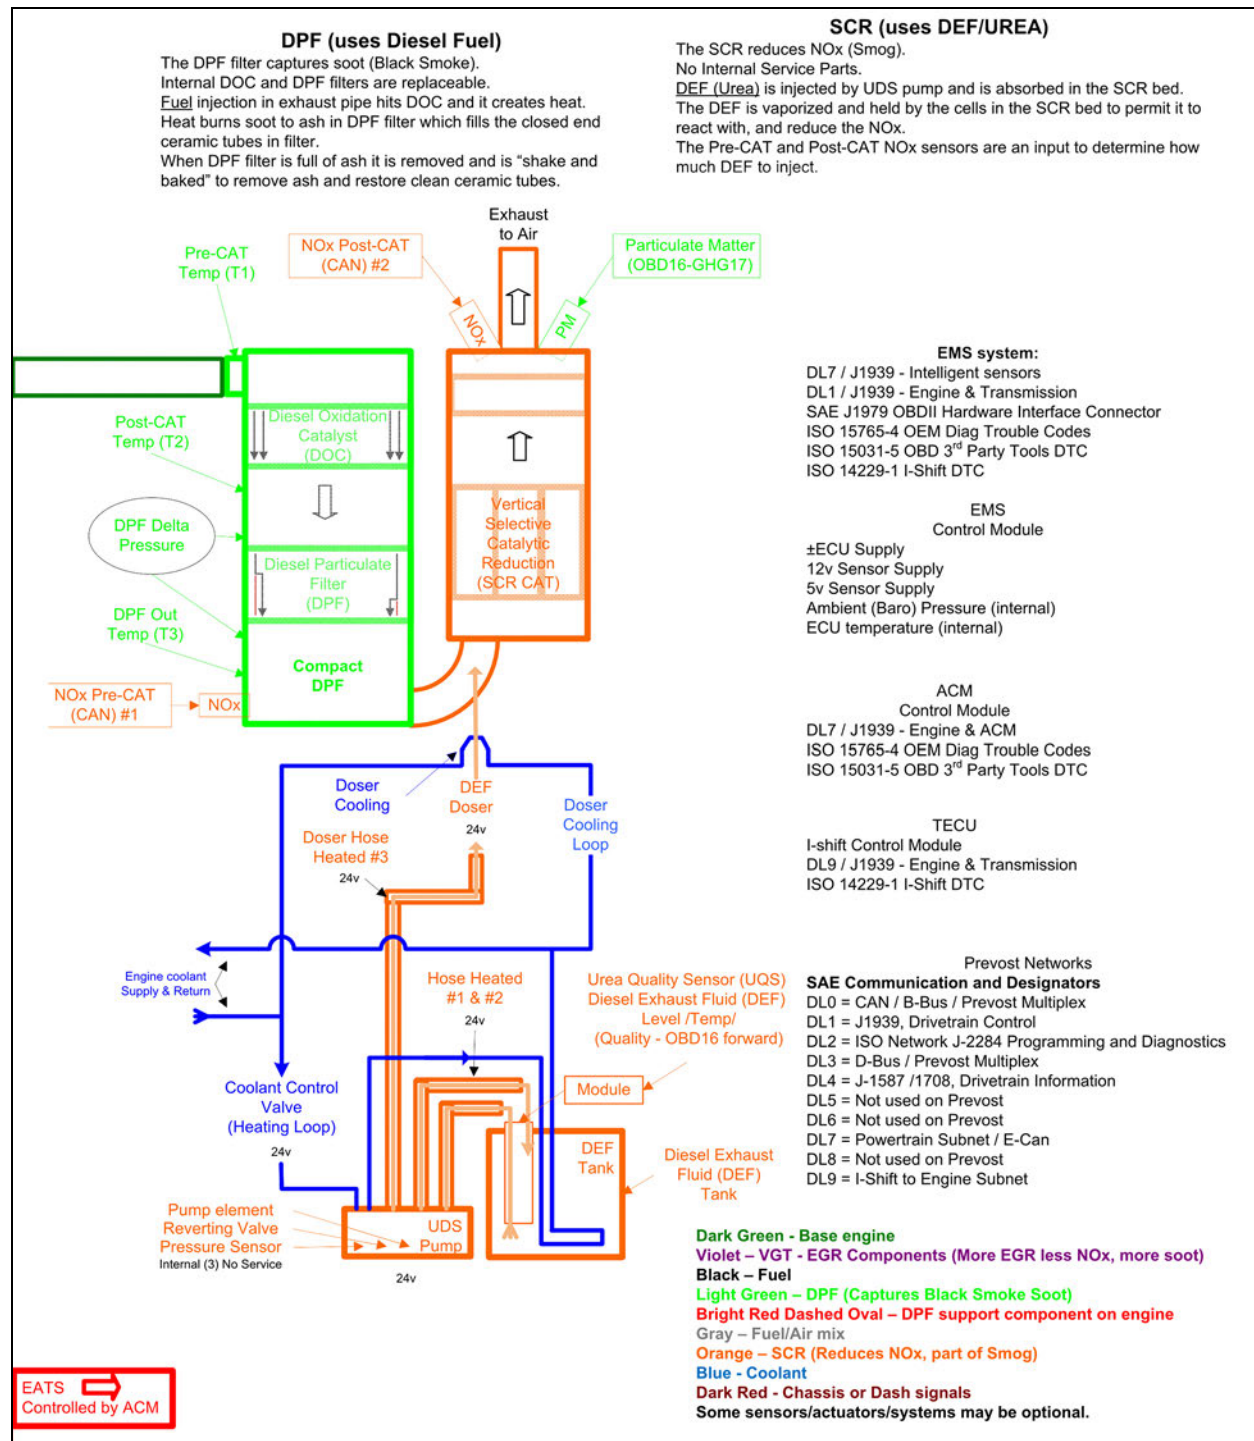 DPF (uses Diesel Fuel)
The DPF filter captures soot (Black Smoke).
Internal DOC and DPF filters are replaceable.
Fuel injection in exhaust pipe hits DOC and it creates heat.
Heat burns soot to ash in DPF filter which fills the closed end
ceramic tubes in filter.
When DPF filter is full of ash it is removed and is “shake and
baked” to remove ash and restore clean ceramic tubes.
SCR (uses DEF/UREA)
The SCR reduces NOx (Smog).
No Internal Service Parts.
DEF (Urea) is injected by UDS pump and is absorbed in the SCR bed.
The DEF is vaporized and held by the cells in the SCR bed to permit it to
react with, and reduce the NOx.
The Pre-CAT and Post-CAT NOx sensors are an input to determine how
much DEF to inject.
Exhaust
to Air
Pre-CAT
Temp (T1)
NOx Post-CAT
(CAN) #2
Particulate Matter
(OBD16-GHG17)
NOx
PM
Post-CAT
Temp (T2)
Diesel Oxidation
Catalyst
(DOC)
DPF Delta
Pressure
Diesel Particulate
Filter
(DPF)
Vertical
Selective
Catalytic
Reduction
(SCR CAT)
DPF Out
Temp (T3)
Compact
DPF
NOx Pre-CAT
(CAN) #1
NOx
Doser
Cooling
DEF
Doser
24v
Doser
Cooling
Loop
Doser Hose
Heated #3
24v
Engine coolant
Supply & Return
Hose Heated
#1 & #2
24v
Urea Quality Sensor (UQS)
Diesel Exhaust Fluid (DEF)
Level /Temp/
(Quality - OBD16 forward)
Coolant Control
Valve
(Heating Loop)
24v
Module
DEF
Tank
Diesel Exhaust
Fluid (DEF)
Tank
Pump element
Reverting Valve
Pressure Sensor
Internal (3) No Service
UDS
Pump
24v
EMS system:
DL7 / J1939 - Intelligent sensors
DL1 / J1939 - Engine & Transmission
SAE J1979 OBDII Hardware Interface Connector
ISO 15765-4 OEM Diag Trouble Codes
ISO 15031-5 OBD 3rd Party Tools DTC
ISO 14229-1 I-Shift DTC
EMS
Control Module
±ECU Supply
12v Sensor Supply
5v Sensor Supply
Ambient (Baro) Pressure (internal)
ECU temperature (internal)
ACM
Control Module
DL7 / J1939 - Engine & ACM
ISO 15765-4 OEM Diag Trouble Codes
ISO 15031-5 OBD 3rd Party Tools DTC
TECU
I-shift Control Module
DL9 / J1939 - Engine & Transmission
ISO 14229-1 I-Shift DTC
Prevost Networks
SAE Communication and Designators
DL0 = CAN / B-Bus / Prevost Multiplex
DL1 = J1939, Drivetrain Control
DL2 = ISO Network J-2284 Programming and Diagnostics
DL3 = D-Bus / Prevost Multiplex
DL4 = J-1587 /1708, Drivetrain Information
DL5 = Not used on Prevost
DL6 = Not used on Prevost
DL7 = Powertrain Subnet / E-Can
DL8 = Not used on Prevost
DL9 = I-Shift to Engine Subnet
Dark Green - Base engine
Violet – VGT - EGR Components (More EGR less NOx, more soot)
Black – Fuel
Light Green – DPF (Captures Black Smoke Soot)
Bright Red Dashed Oval – DPF support component on engine
Gray – Fuel/Air mix
Orange – SCR (Reduces NOx, part of Smog)
Blue - Coolant
Dark Red - Chassis or Dash signals
Some sensors/actuators/systems may be optional.
EATS
Controlled by ACM